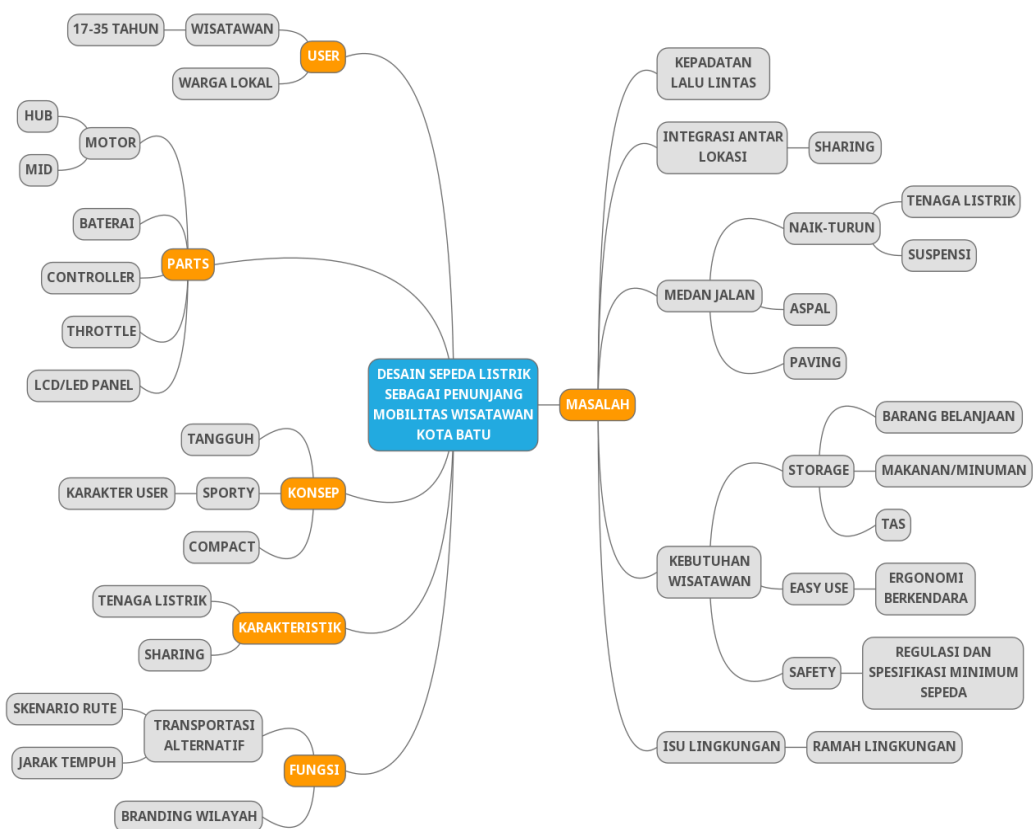 DESAIN SEPEDA LISTRIK
SEBAGAI PENUNJANG
MOBILITAS WISATAWAN
KOTA BATU
USER
WISATAWAN
17-35 TAHUN
WARGA LOKAL
PARTS
MOTOR
HUB
MID
BATERAI
CONTROLLER
THROTTLE
LCD/LED PANEL
KONSEP
TANGGUH
SPORTY
KARAKTER USER
COMPACT
KARAKTERISTIK
TENAGA LISTRIK
SHARING
FUNGSI
TRANSPORTASI
ALTERNATIF
SKENARIO RUTE
JARAK TEMPUH
BRANDING WILAYAH
MASALAH
KEPADATAN
LALU LINTAS
INTEGRASI ANTAR
LOKASI
SHARING
MEDAN JALAN
NAIK-TURUN
TENAGA LISTRIK
SUSPENSI
ASPAL
PAVING
KEBUTUHAN
WISATAWAN
STORAGE
BARANG BELANJAAN
MAKANAN/MINUMAN
TAS
EASY USE
ERGONOMI
BERKENDARA
SAFETY
REGULASI DAN
SPESIFIKASI MINIMUM
SEPEDA
ISU LINGKUNGAN
RAMAH LINGKUNGAN